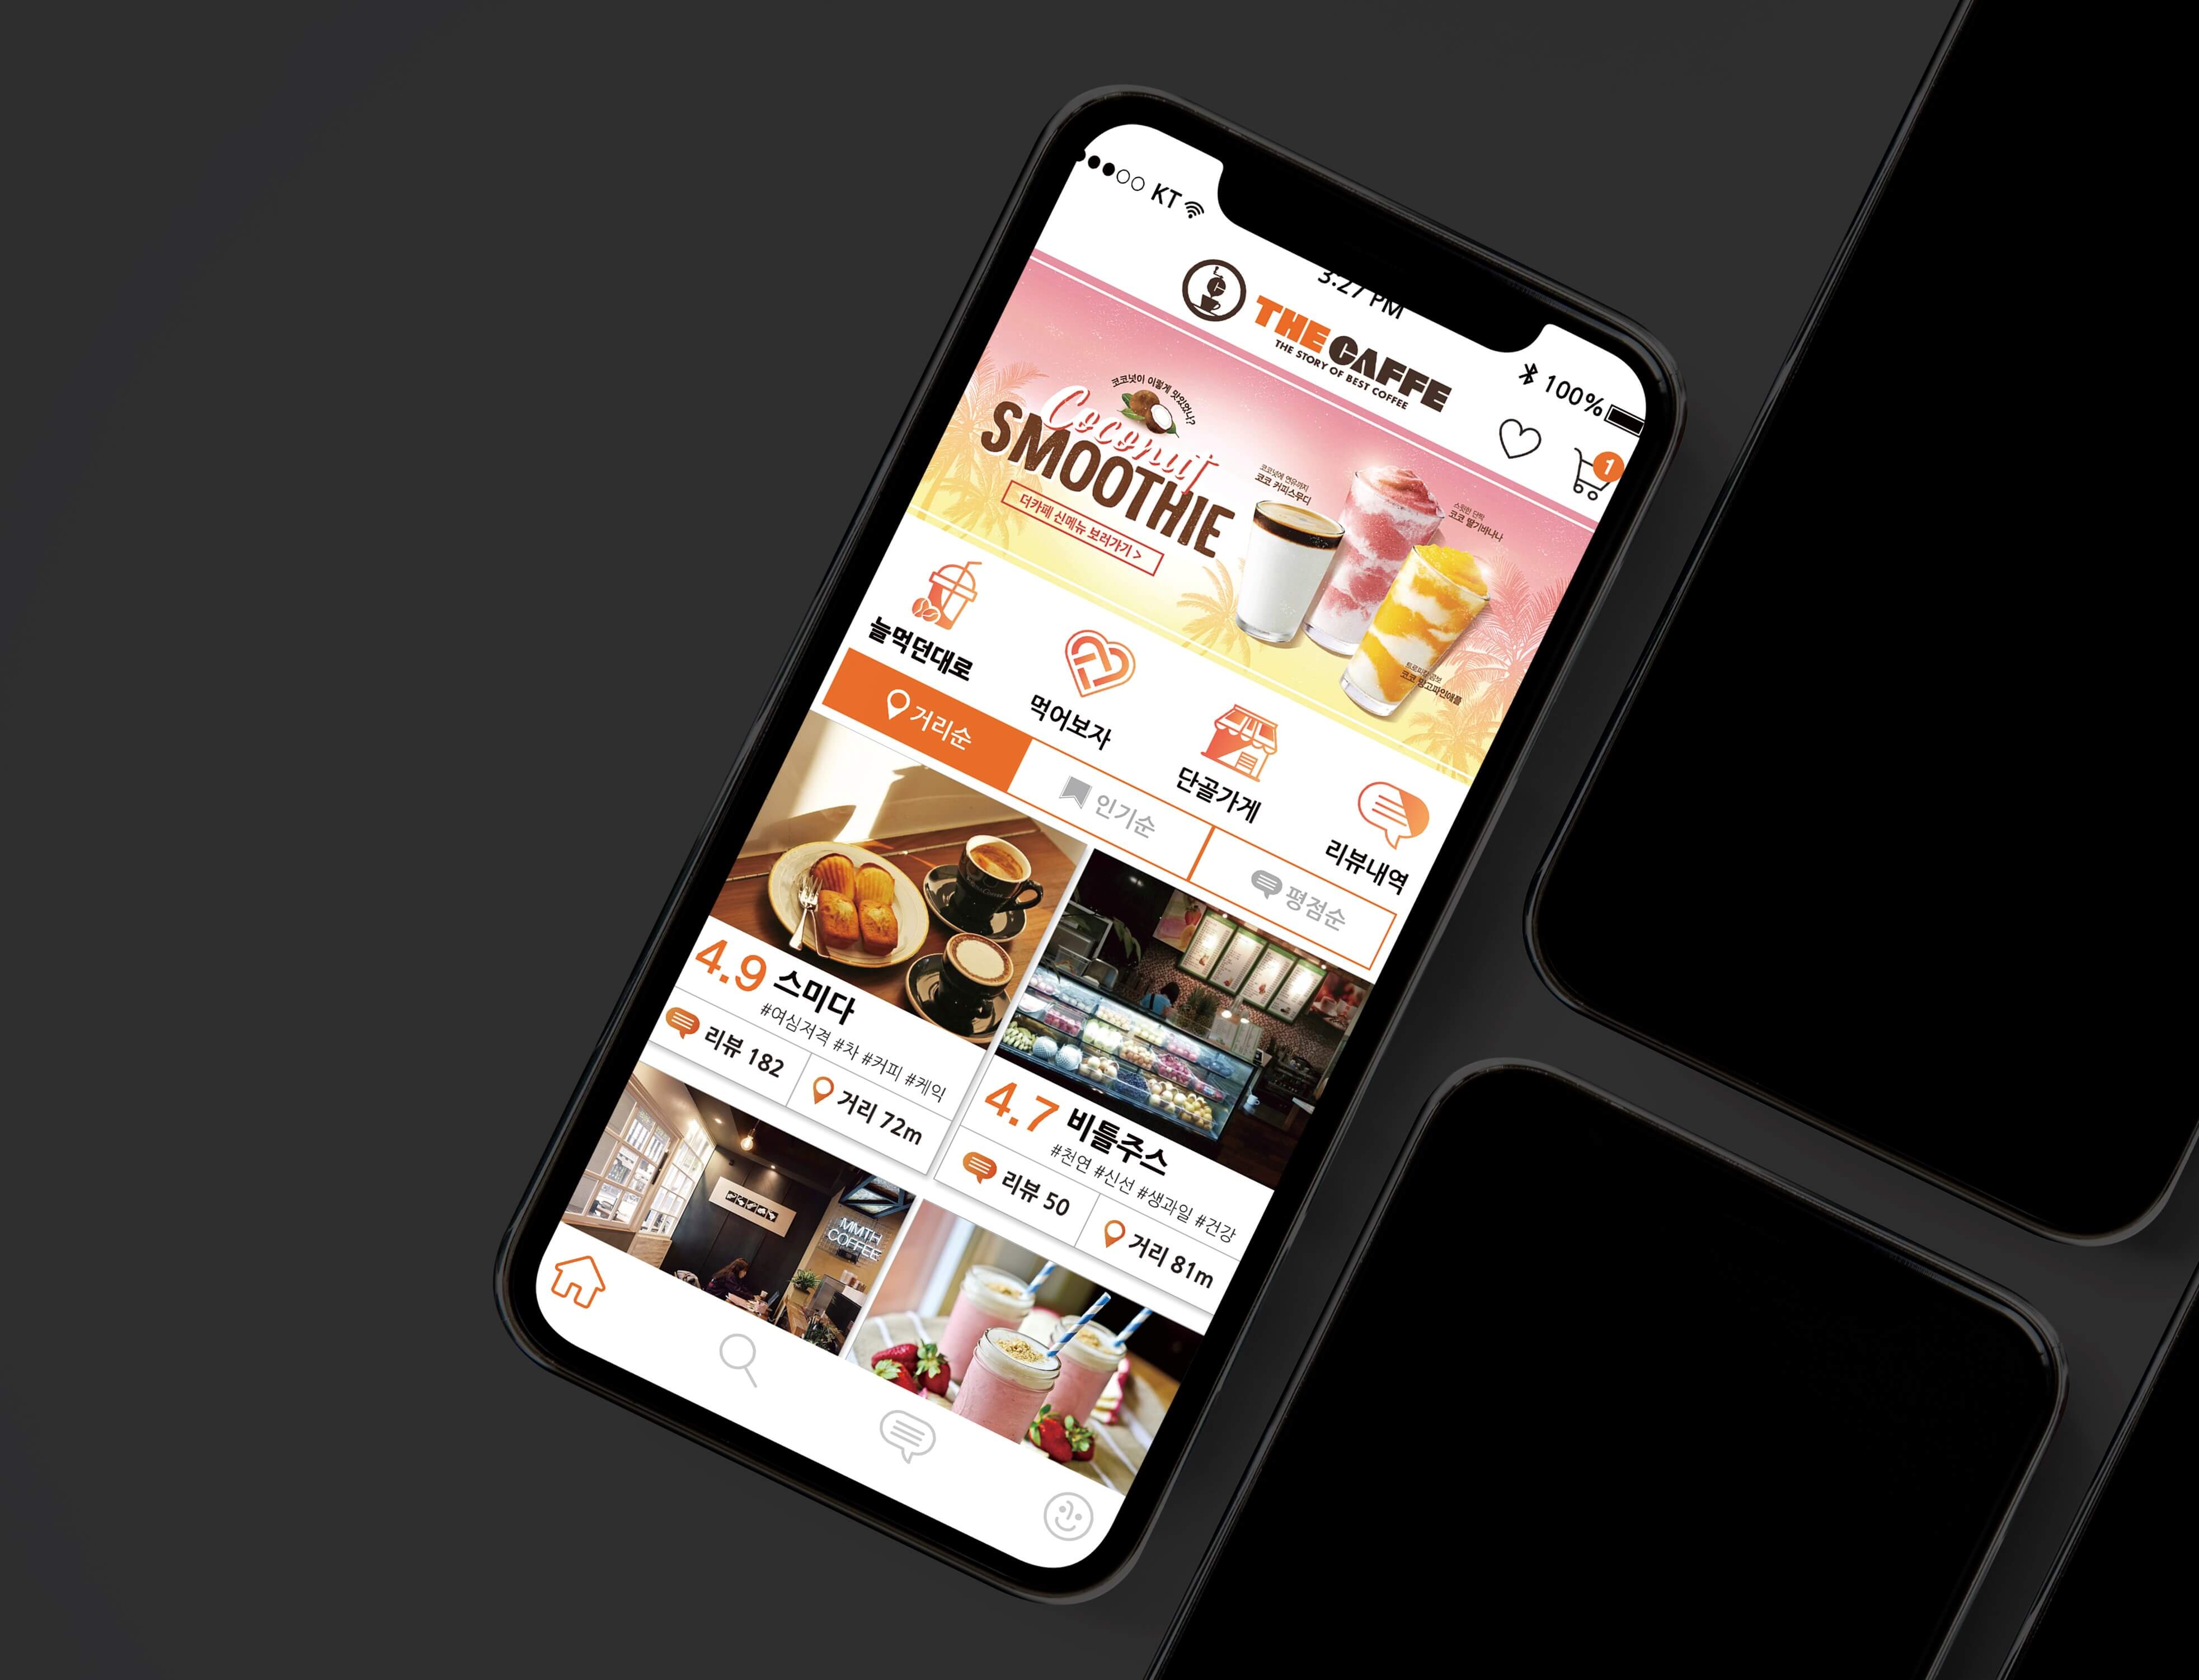 KT
3:27 PM
100%
THE CAFFE
THE STORY OF BEST COFFEE
1
코코넛이 이렇게 맛있었나?
Coconut
SMOOTHIE
더카페 신메뉴 보러가기 >
코코넛에 연유까지
코코 커피스무디
스윗한 단짝
코코 딸기바나나
트로피칼 콤보
코코 망고파인애플
늘먹던대로
먹어보자
단골가게
리뷰내역
거리순
인기순
평점순
4.9 스미다
#여심저격 #차 #커피 #케익
리뷰 182
거리 72m
4.7 비틀주스
#천연 #신선 #생과일 #건강
리뷰 50
거리 81m
MMTH
COFFEE